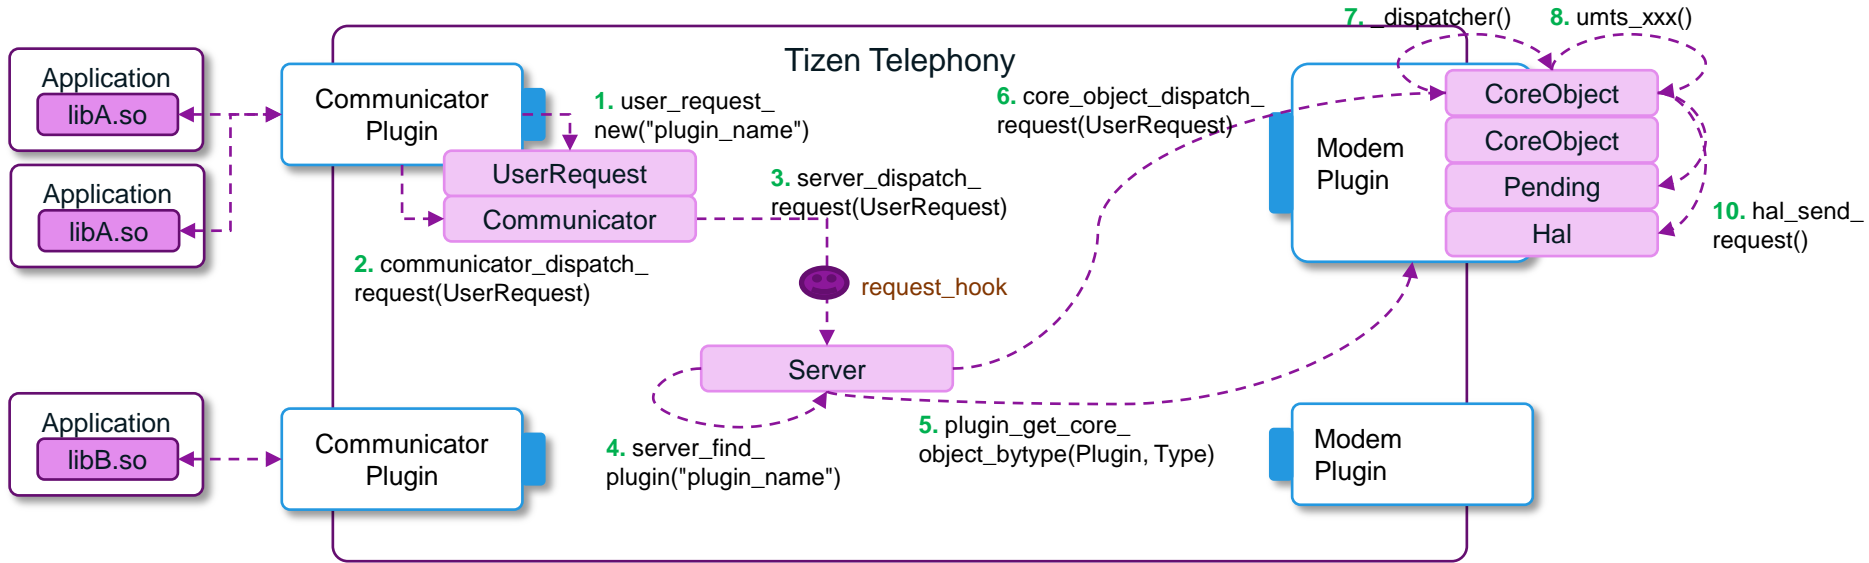 7. _dispatcher()
8. umts_xxx()
Tizen Telephony
Application
libA.so
Communicator
Plugin
1. user_request_
new("plugin_name")
6. core_object_dispatch_
request(UserRequest)
CoreObject
CoreObject
Pending
Hal
Modem
Plugin
UserRequest
Communicator
3. server_dispatch_
request(UserRequest)
Application
libA.so
10. hal_send_
request()
2. communicator_dispatch_
request(UserRequest)
request_hook
Server
Application
libB.so
Communicator
Plugin
4. server_find_
plugin("plugin_name")
5. plugin_get_core_
object_bytype(Plugin, Type)
Modem
Plugin